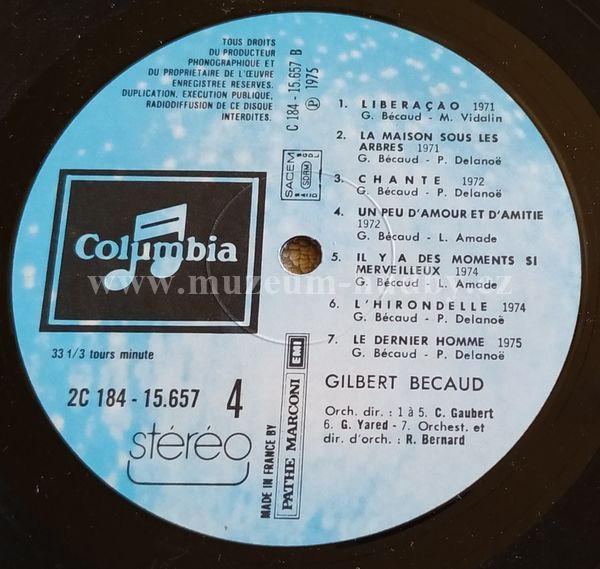 TOUS DROITS
DU PRODUCTEUR
PHONOGRAPHIQUE ET
DU PROPRIETAIRE DE L'ŒUVRE
ENREGISTREE RESERVES.
DUPLICATION, EXECUTION PUBLIQUE,
RADIODIFFUSION DE CE DISQUE
INTERDITES.
C 184 - 15.657 B
Ⓟ 1975
SACEM
SDRM
1. LIBERAÇAO 1971
G. Bécaud - M. Vidalin
2. LA MAISON SOUS LES
ARBRES 1971
G. Bécaud - P. Delanoë
3. CHANTE 1972
G. Bécaud - P. Delanoë
4. UN PEU D'AMOUR ET D'AMITIE
1972
G. Bécaud - L. Amade
5. IL Y A DES MOMENTS SI
MERVEILLEUX 1974
G. Bécaud - L. Amade
6. L'HIRONDELLE 1974
G. Bécaud - P. Delanoë
7. LE DERNIER HOMME 1975
G. Bécaud - P. Delanoë
GILBERT BECAUD
Orch. dir. : 1 à 5. C. Gaubert
6. G. Yared - 7. Orchest. et
dir. d'orch. : R. Bernard
Columbia
33 1/3 tours minute
2C 184 - 15.657 4
stéréo
MADE IN FRANCE BY
PATHE MARCONI EMI